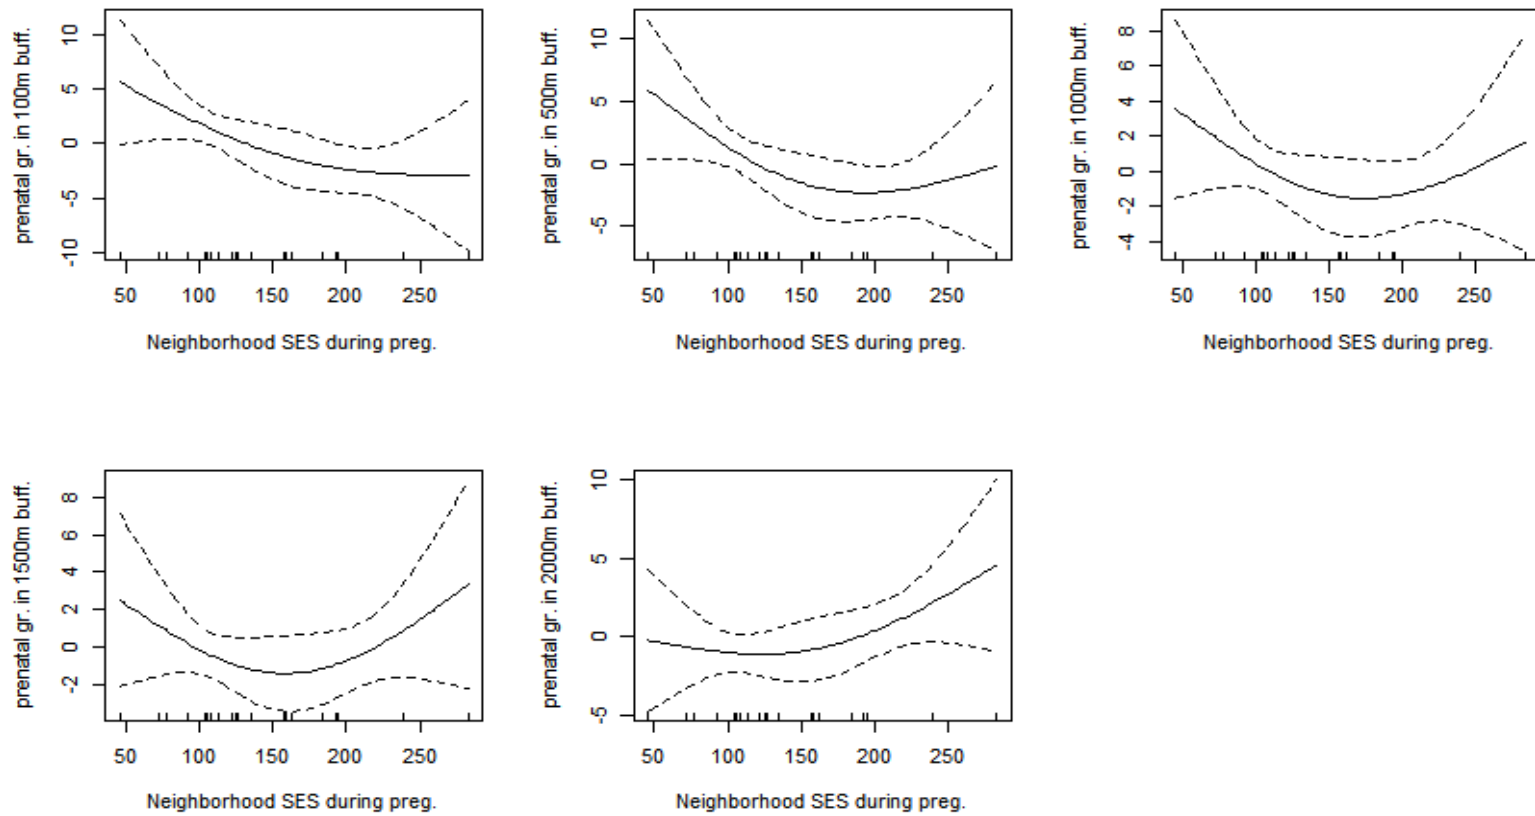 prenatal gr. in 100m buff.
10
5
0
-5
-10
50 100 150 200 250
Neighborhood SES during preg.
prenatal gr. in 500m buff.
10
5
0
-5
50 100 150 200 250
Neighborhood SES during preg.
prenatal gr. in 1000m buff.
8
6
4
2
0
-2
-4
50 100 150 200 250
Neighborhood SES during preg.
prenatal gr. in 1500m buff.
8
6
4
2
0
-2
50 100 150 200 250
Neighborhood SES during preg.
prenatal gr. in 2000m buff.
10
5
0
-5
50 100 150 200 250
Neighborhood SES during preg.